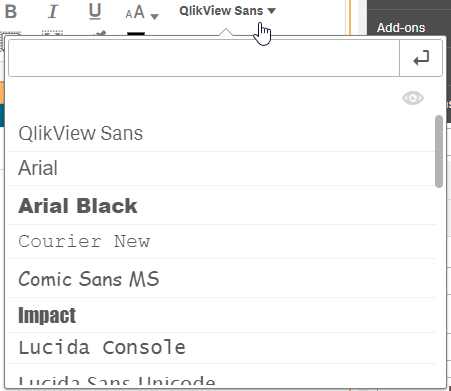 B I U AA QlikView Sans
Add-ons
QlikView Sans
Arial
Arial Black
Courier New
Comic Sans MS
Impact
Lucida Console
Lucida Sans Unicode